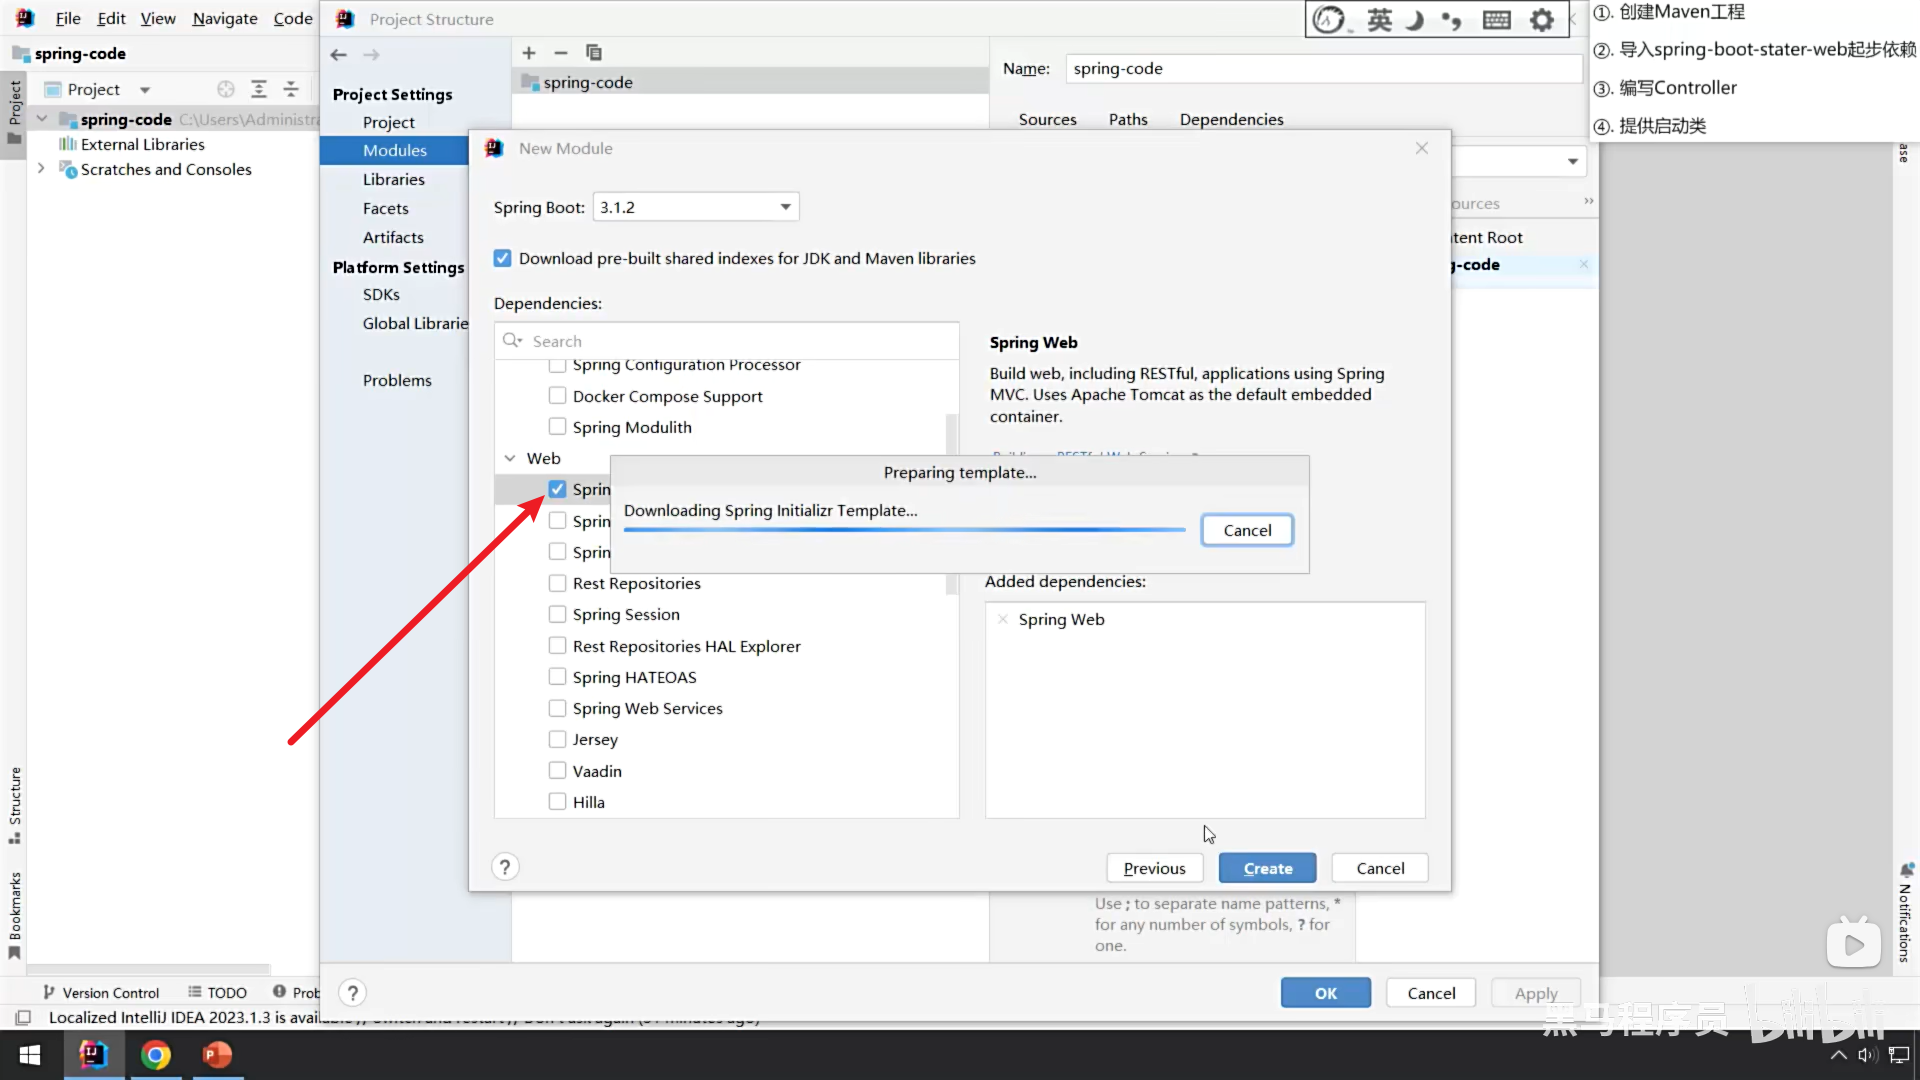 File Edit View Navigate Code
Project Structure
英
①. 创建Maven工程
②. 导入spring-boot-stater-web起步依赖
③. 编写Controller
④. 提供启动类
spring-code
Project
Project
spring-code C:\Users\Administra
External Libraries
Scratches and Consoles
Project Settings
Project
Modules
Libraries
Facets
Artifacts
Platform Settings
SDKs
Global Librarie
Problems
spring-code
Name: spring-code
Sources Paths Dependencies
ources
tent Root
g-code
ase
New Module
Spring Boot: 3.1.2
Download pre-built shared indexes for JDK and Maven libraries
Dependencies:
Search
Spring Configuration Processor
Docker Compose Support
Spring Modulith
Web
Sprin
Sprin
Sprin
Rest Repositories
Spring Session
Rest Repositories HAL Explorer
Spring HATEOAS
Spring Web Services
Jersey
Vaadin
Hilla
Spring Web
Build web, including RESTful, applications using Spring
MVC. Uses Apache Tomcat as the default embedded
container.
Preparing template...
Downloading Spring Initializr Template...
Cancel
Added dependencies:
Spring Web
? Previous Create Cancel
Use ; to separate name patterns, *
for any number of symbols, ? for
one.
? OK Cancel Apply
Structure
Bookmarks
Notifications
Version Control TODO Prob
Localized IntelliJ IDEA 2023.1.3 is availa
黑马程序员 bilibili